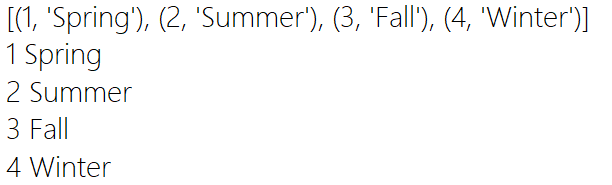 [(1, 'Spring'), (2, 'Summer'), (3, 'Fall'), (4, 'Winter')]
1 Spring
2 Summer
3 Fall
4 Winter